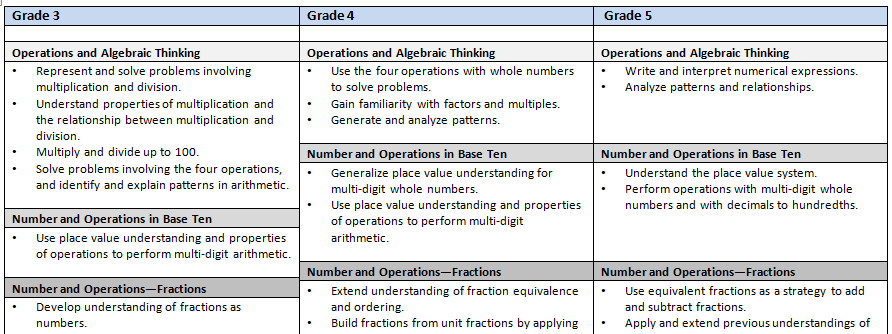 Grade 3
Operations and Algebraic Thinking
• Represent and solve problems involving
multiplication and division.
• Understand properties of multiplication and
the relationship between multiplication and
division.
• Multiply and divide up to 100.
• Solve problems involving the four operations,
and identify and explain patterns in arithmetic.
Number and Operations in Base Ten
• Use place value understanding and properties
of operations to perform multi-digit arithmetic.
Number and Operations—Fractions
• Develop understanding of fractions as
numbers.
Grade 4
Operations and Algebraic Thinking
• Use the four operations with whole numbers
to solve problems.
• Gain familiarity with factors and multiples.
• Generate and analyze patterns.
Number and Operations in Base Ten
• Generalize place value understanding for
multi-digit whole numbers.
• Use place value understanding and properties
of operations to perform multi-digit
arithmetic.
Number and Operations—Fractions
• Extend understanding of fraction equivalence
and ordering.
• Build fractions from unit fractions by applying
Grade 5
Operations and Algebraic Thinking
• Write and interpret numerical expressions.
• Analyze patterns and relationships.
Number and Operations in Base Ten
• Understand the place value system.
• Perform operations with multi-digit whole
numbers and with decimals to hundredths.
Number and Operations—Fractions
• Use equivalent fractions as a strategy to add
and subtract fractions.
• Apply and extend previous understandings of